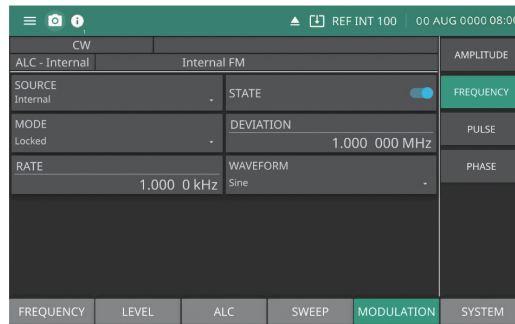 1
REF INT 100
00 AUG 0000 08:00
CW
ALC - Internal
Internal FM
AMPLITUDE
SOURCE
Internal
STATE
FREQUENCY
MODE
Locked
DEVIATION
1.000 000 MHz
PULSE
RATE
1.000 0 kHz
WAVEFORM
Sine
PHASE
FREQUENCY
LEVEL
ALC
SWEEP
MODULATION
SYSTEM